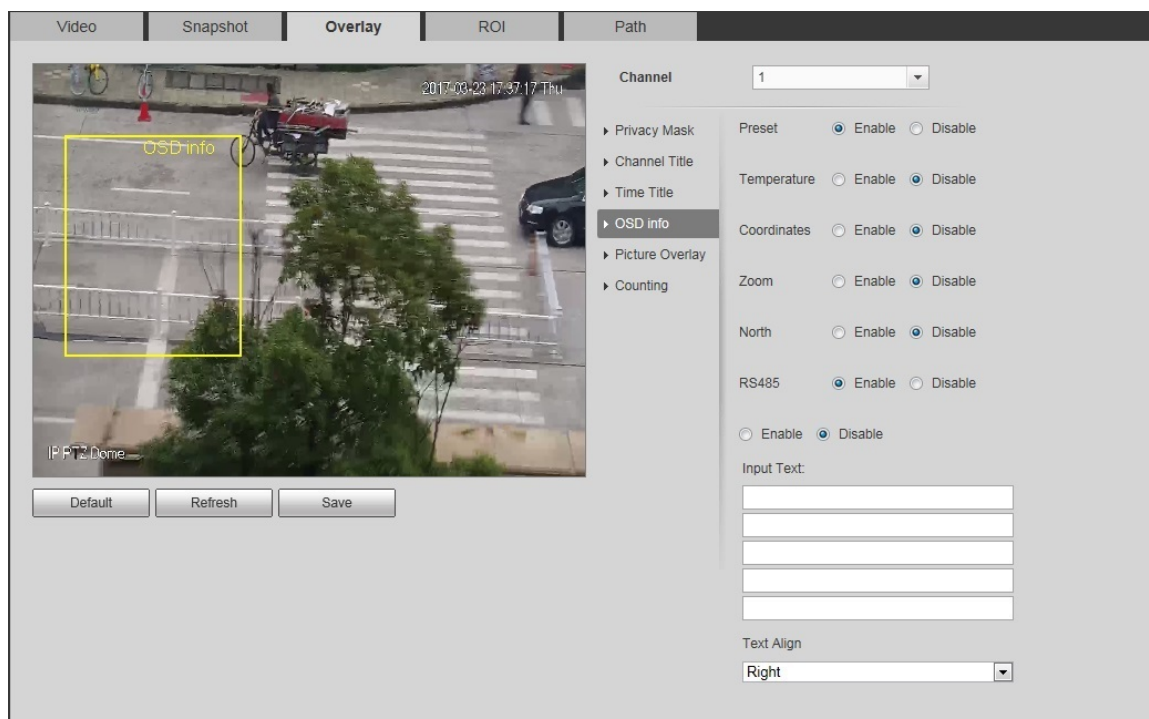 Video Snapshot Overlay ROI Path
2017-03-23 17:37:17 Thu
OSD info
IP PTZ Dome
Default Refresh Save
Channel 1
Privacy Mask
Channel Title
Time Title
OSD info
Picture Overlay
Counting
Preset Enable Disable
Temperature Enable Disable
Coordinates Enable Disable
Zoom Enable Disable
North Enable Disable
RS485 Enable Disable
Enable Disable
Input Text:
Text Align
Right